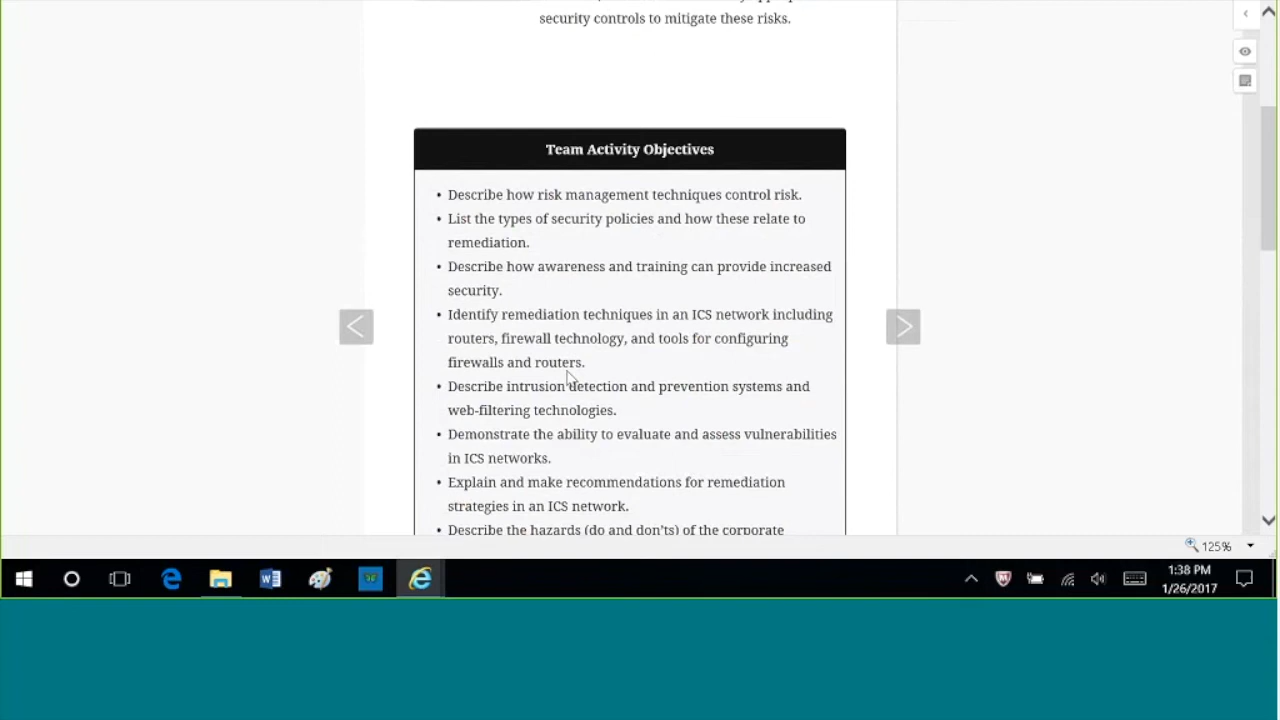 security controls to mitigate these risks.
Team Activity Objectives
• Describe how risk management techniques control risk.
• List the types of security policies and how these relate to
remediation.
• Describe how awareness and training can provide increased
security.
• Identify remediation techniques in an ICS network including
routers, firewall technology, and tools for configuring
firewalls and routers.
• Describe intrusion detection and prevention systems and
web-filtering technologies.
• Demonstrate the ability to evaluate and assess vulnerabilities
in ICS networks.
• Explain and make recommendations for remediation
strategies in an ICS network.
• Describe the hazards (do and don'ts) of the corporate
125%
1:38 PM
1/26/2017